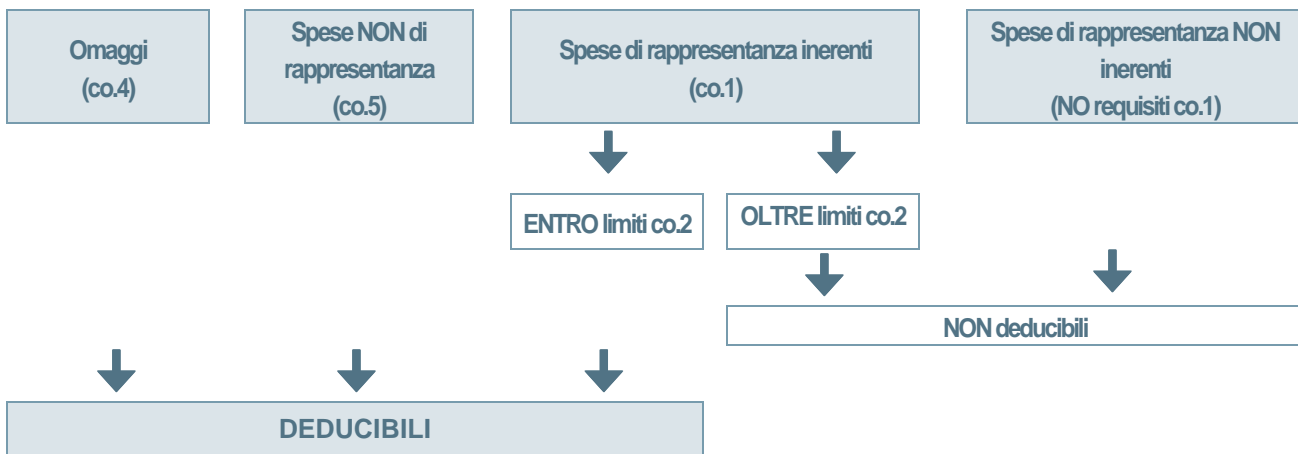 Omaggi
(co.4)
Spese NON di
rappresentanza
(co.5)
Spese di rappresentanza inerenti
(co.1)
Spese di rappresentanza NON
inerenti
(NO requisiti co.1)
ENTRO limiti co.2
OLTRE limiti co.2
NON deducibili
DEDUCIBILI